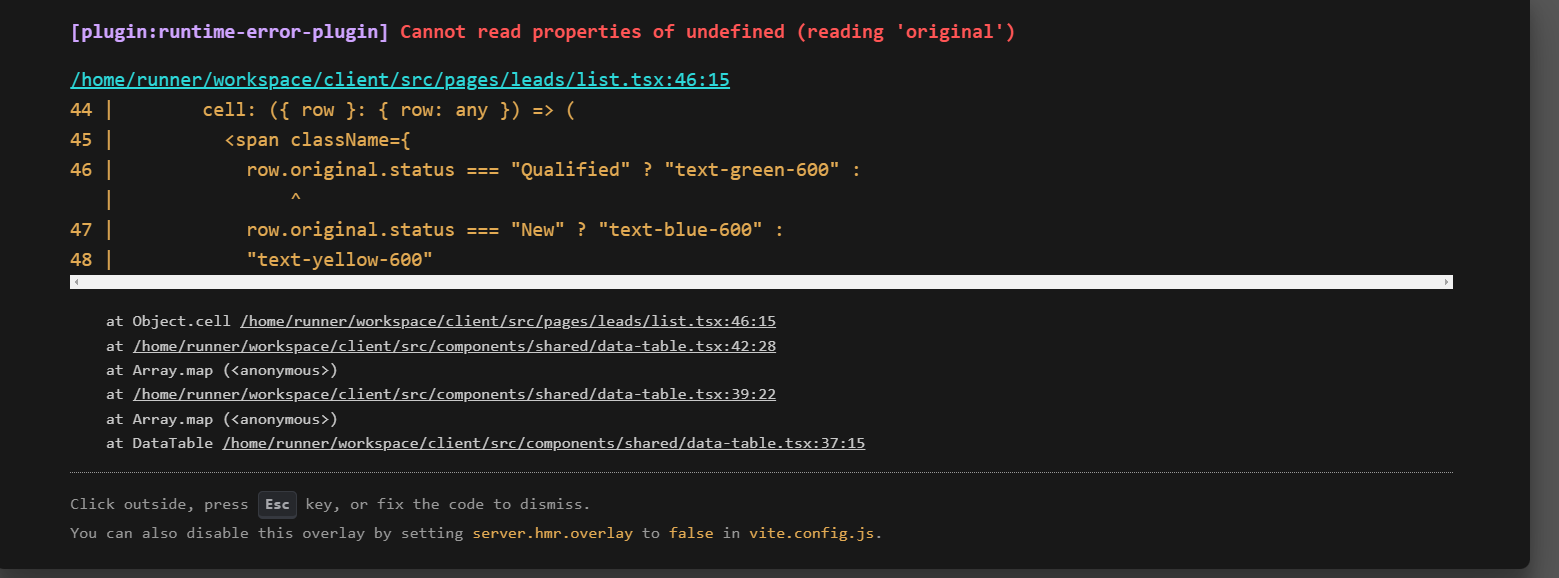 [plugin:runtime-error-plugin] Cannot read properties of undefined (reading 'original')
/home/runner/workspace/client/src/pages/leads/list.tsx:46:15
44 |        cell: ({ row }: { row: any }) => (
45 |          <span className={
46 |            row.original.status === "Qualified" ? "text-green-600" :
   |                ^
47 |            row.original.status === "New" ? "text-blue-600" :
48 |            "text-yellow-600"
at Object.cell /home/runner/workspace/client/src/pages/leads/list.tsx:46:15
at /home/runner/workspace/client/src/components/shared/data-table.tsx:42:28
at Array.map (<anonymous>)
at /home/runner/workspace/client/src/components/shared/data-table.tsx:39:22
at Array.map (<anonymous>)
at DataTable /home/runner/workspace/client/src/components/shared/data-table.tsx:37:15
Click outside, press Esc key, or fix the code to dismiss.
You can also disable this overlay by setting server.hmr.overlay to false in vite.config.js.